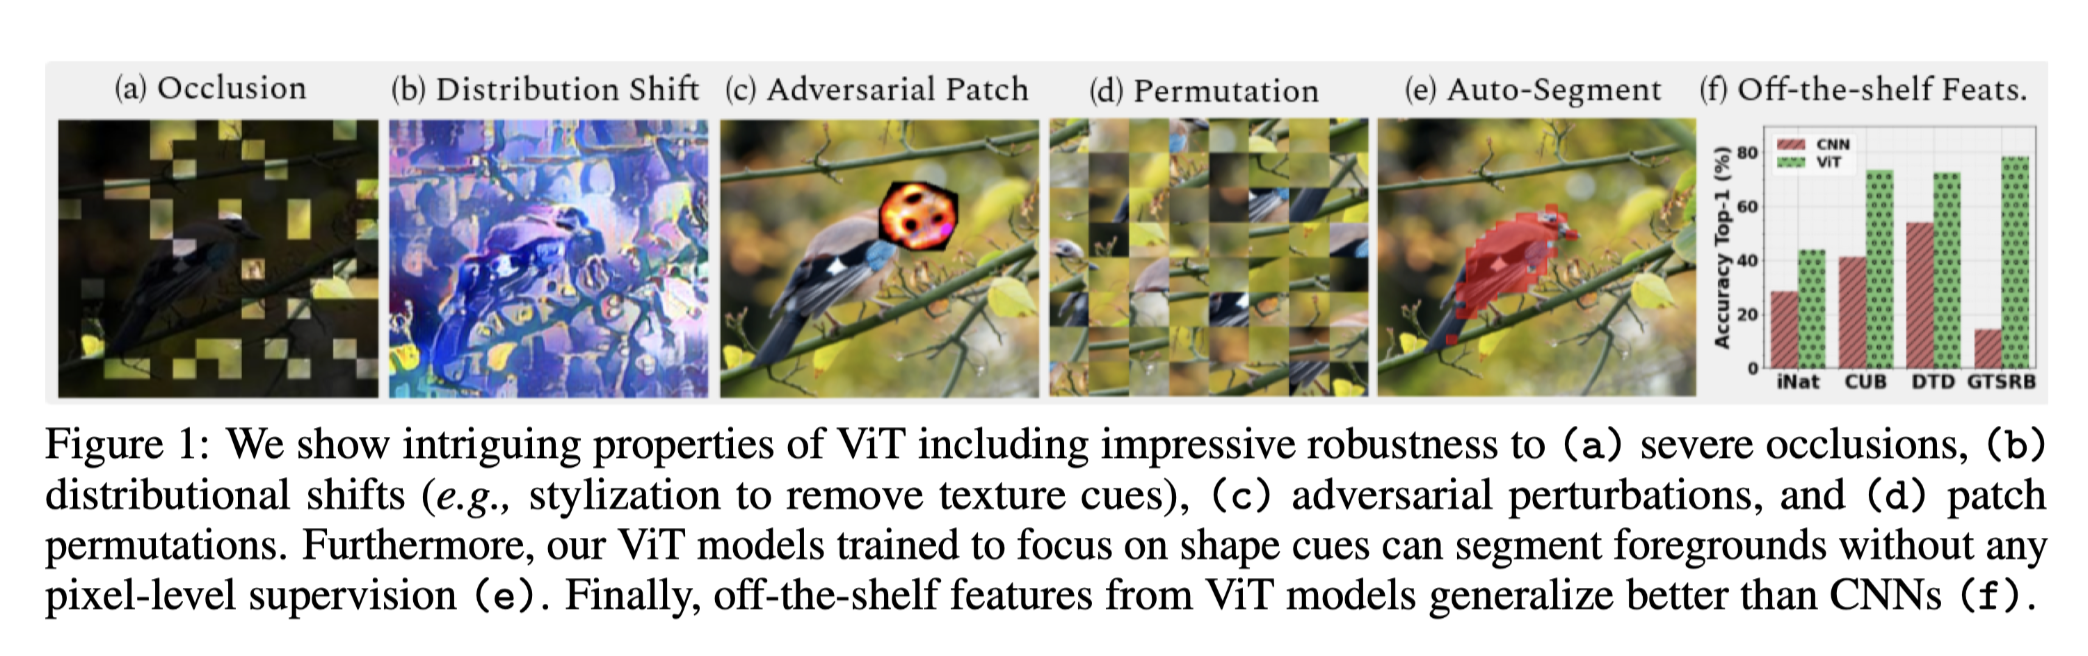 (a) Occlusion
(b) Distribution Shift
(c) Adversarial Patch
(d) Permutation
(e) Auto-Segment
(f) Off-the-shelf Feats.
CNN
ViT
Accuracy Top-1 (%)
80
60
40
20
0
iNat CUB DTD GTSRB
Figure 1: We show intriguing properties of ViT including impressive robustness to (a) severe occlusions, (b)
distributional shifts (e.g., stylization to remove texture cues), (c) adversarial perturbations, and (d) patch
permutations. Furthermore, our ViT models trained to focus on shape cues can segment foregrounds without any
pixel-level supervision (e). Finally, off-the-shelf features from ViT models generalize better than CNNs (f).